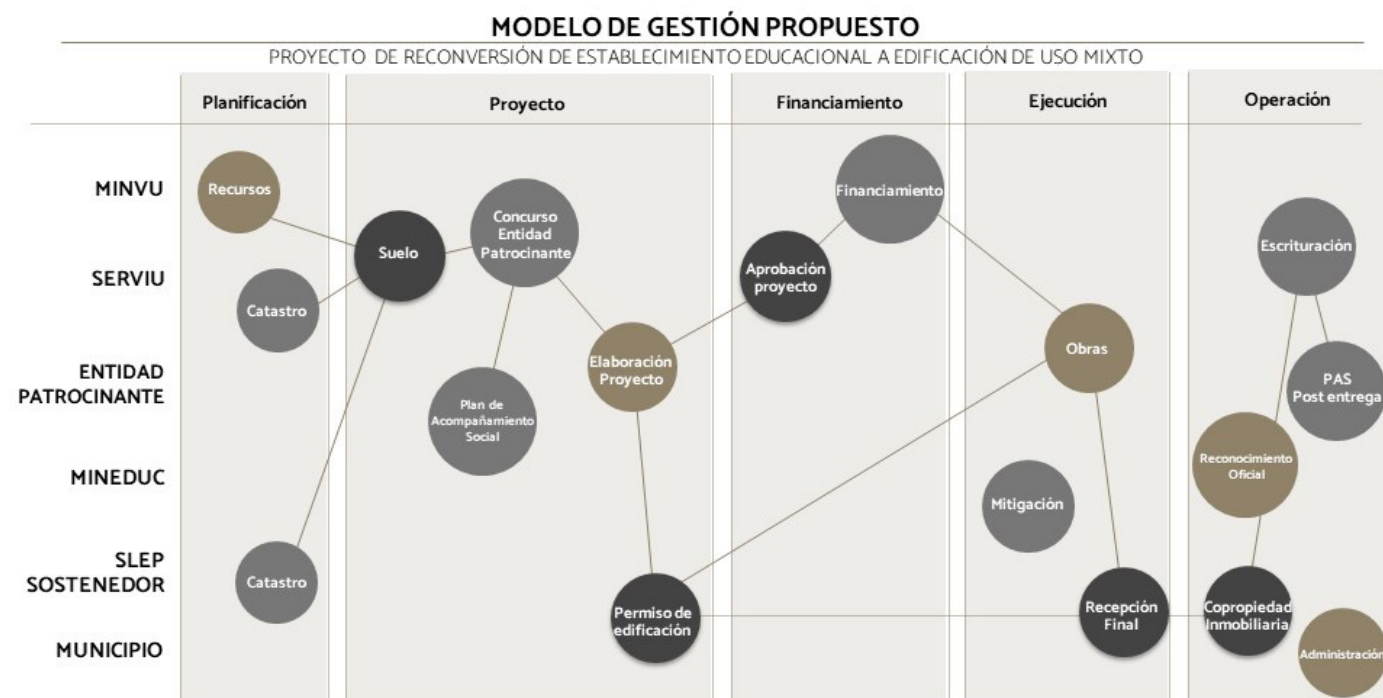 MODELO DE GESTIÓN PROPUESTO
PROYECTO DE RECONVERSIÓN DE ESTABLECIMIENTO EDUCACIONAL A EDIFICACIÓN DE USO MIXTO
Planificación
Proyecto
Financiamiento
Ejecución
Operación
MINVU
SERVIU
ENTIDAD
PATROCINANTE
MINEDUC
SLEP
SOSTENEDOR
MUNICIPIO
Recursos
Catastro
Catastro
Suelo
Concurso
Entidad
Patrocinante
Plan de
Acompañamiento
Social
Elaboración
Proyecto
Permiso de
edificación
Aprobación
proyecto
Financiamiento
Obras
Mitigación
Recepción
Final
Escrituración
PAS
Post entrega
Reconocimiento
Oficial
Copropiedad
Inmobiliaria
Administración